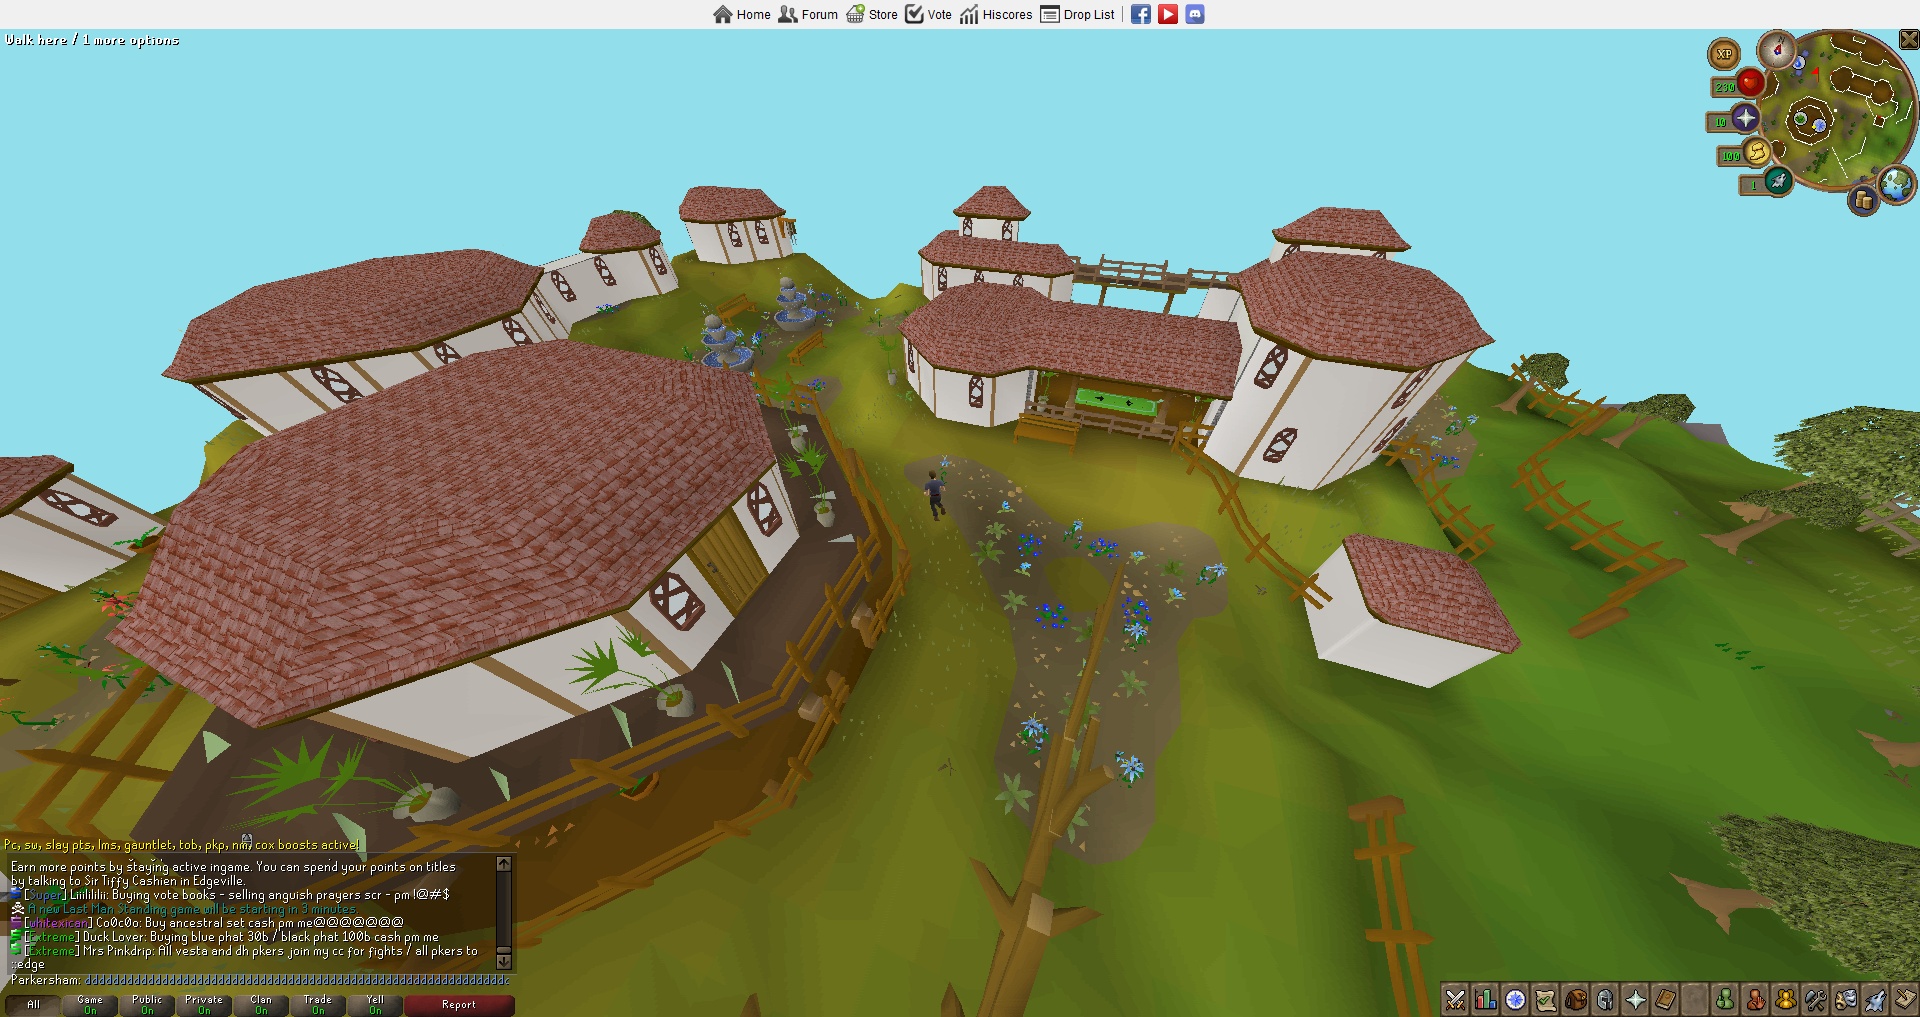 Home Forum Store Vote Hiscores Drop List
Walk here / 1 more options
XP
230
10
100
1
Pc, sw, slay pts, lms, gauntlet, tob, pkp, nm, cox boosts active!
Earn more points by staying active ingame. You can spend your points on titles
by talking to Sir Tiffy Cashien in Edgeville.
[Super] Liilililii: Buying vote books - selling anguish prayers scr - pm !@#$
A new Last Man Standing game will be starting in 3 minutes.
[whitexican] Co0c0o: Buy ancestral set cash pm me@@@@@@@
[Extreme] Duck Lover: Buying blue phat 30b / black phat 100b cash pm me
[Extreme] Mrs Pinkdrip: All vesta and dh pkers join my cc for fights / all pkers to
::edge
Parkersham:
All Game Public Private Clan Trade Yell Report
On On On On On On